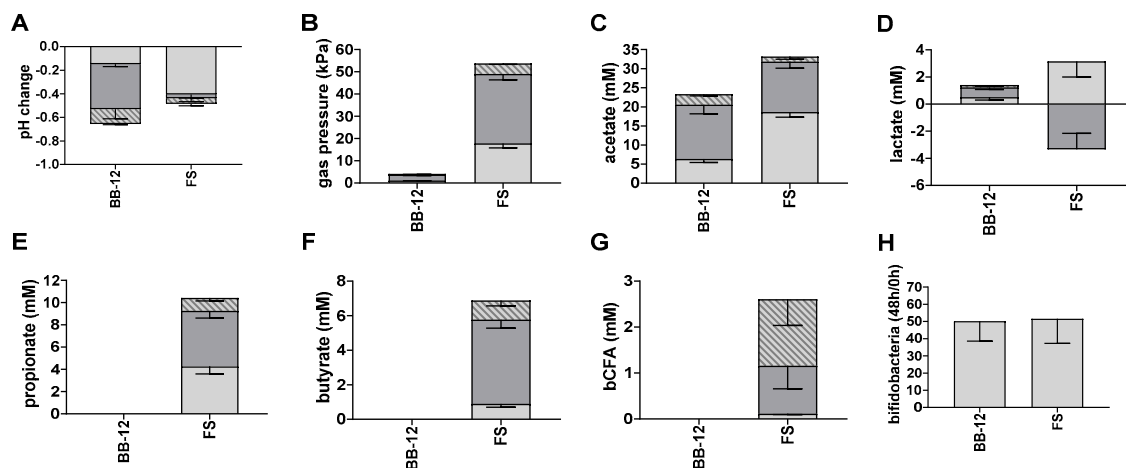 A
pH change
0.0
-0.2
-0.4
-0.6
-0.8
-1.0
BB-12
FS
B
gas pressure (kPa)
60
50
40
30
20
10
0
BB-12
FS
C
acetate (mM)
35
30
25
20
15
10
5
0
BB-12
FS
D
lactate (mM)
4
2
0
-2
-4
-6
BB-12
FS
E
propionate (mM)
12
10
8
6
4
2
0
BB-12
FS
F
butyrate (mM)
8
6
4
2
0
BB-12
FS
G
bCFA (mM)
3
2
1
0
BB-12
FS
H
bifidobacteria (48h/0h)
70
60
50
40
30
20
10
0
BB-12
FS